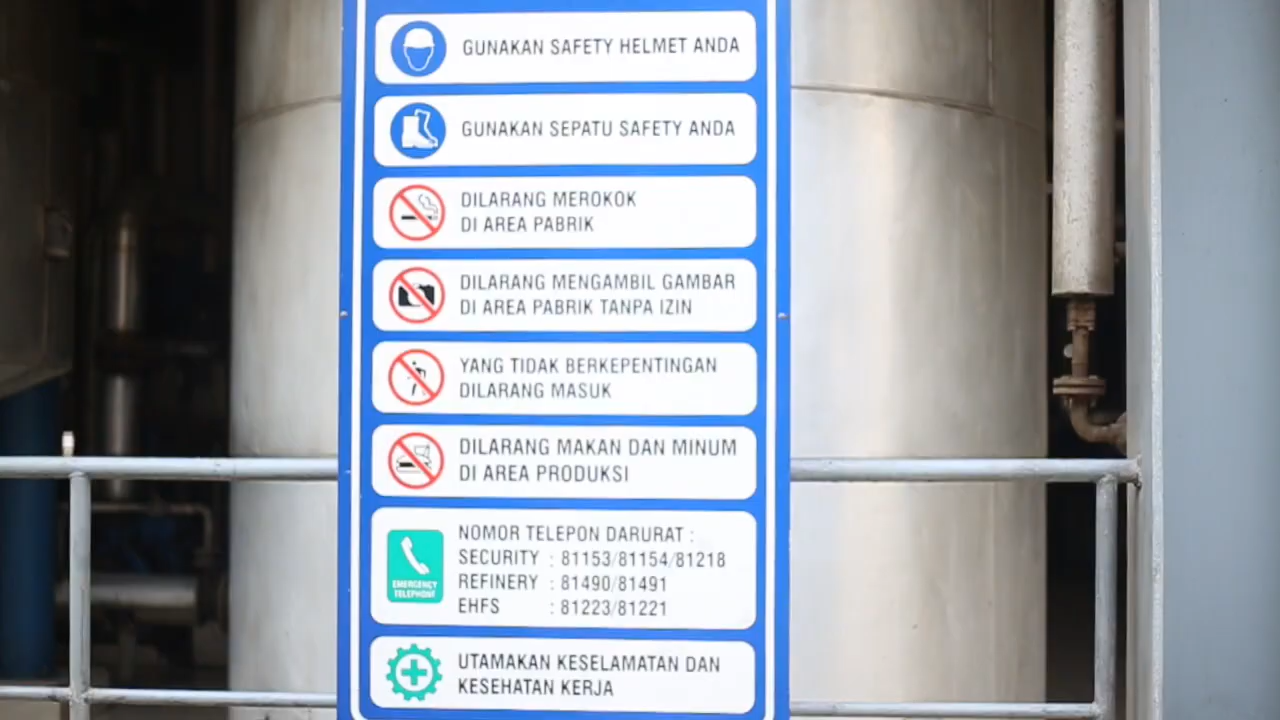 GUNAKAN SAFETY HELMET ANDA
GUNAKAN SEPATU SAFETY ANDA
DILARANG MEROKOK
DI AREA PABRIK
DILARANG MENGAMBIL GAMBAR
DI AREA PABRIK TANPA IZIN
YANG TIDAK BERKEPENTINGAN
DILARANG MASUK
DILARANG MAKAN DAN MINUM
DI AREA PRODUKSI
EMERGENCY
TELEPHONE
NOMOR TELEPON DARURAT :
SECURITY : 81153/81154/81218
REFINERY : 81490/81491
EHFS : 81223/81221
UTAMAKAN KESELAMATAN DAN
KESEHATAN KERJA